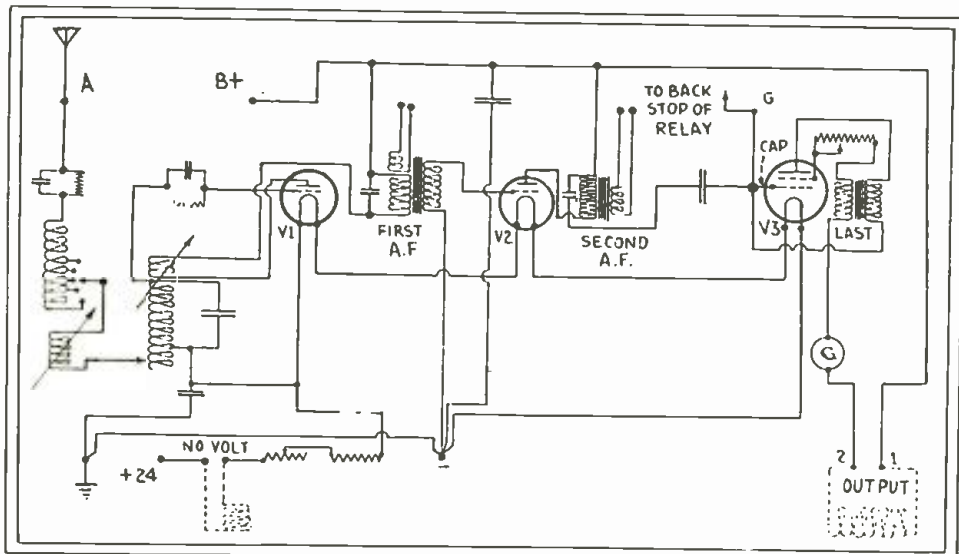 A
B+
TO BACK
STOP OF
RELAY
G
CAP
V1
FIRST
A.F
V2
SECOND
A.F.
V3
LAST
G
NO VOLT
+24
-
2 1
OUTPUT